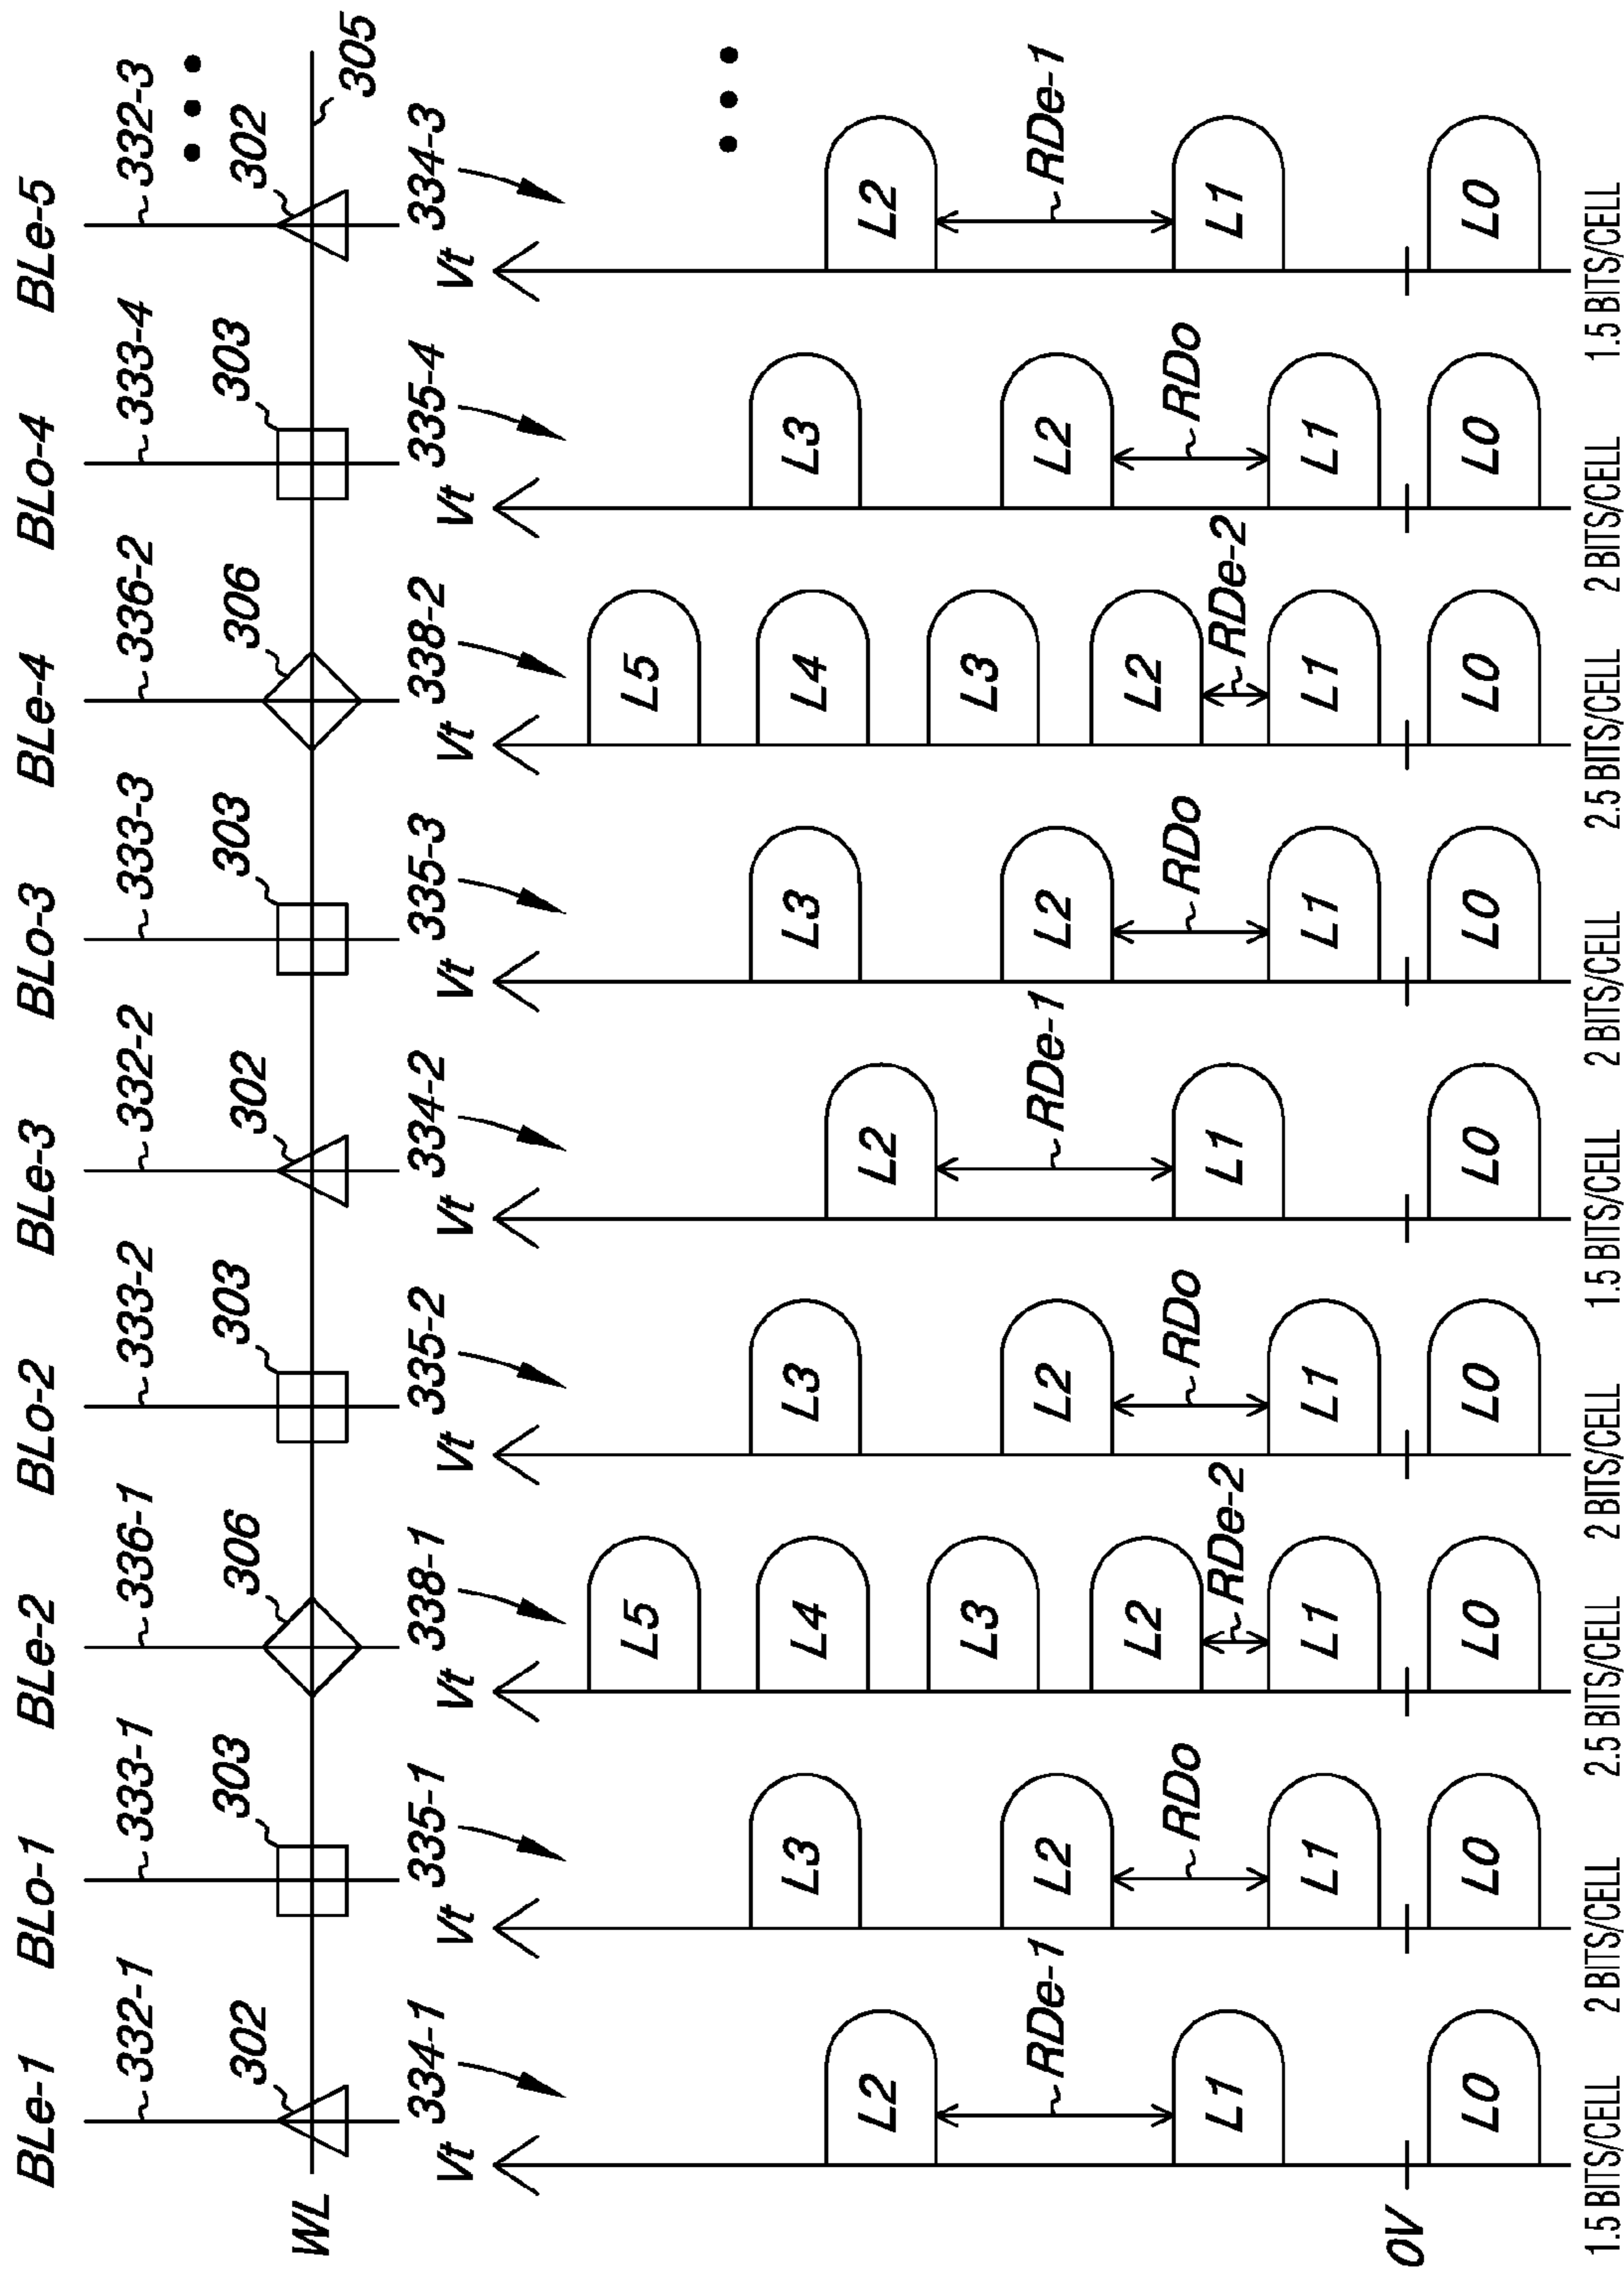 BLe-1 BLo-1 BLe-2 BLo-2 BLe-3 BLo-3 BLe-4 BLo-4 BLe-5
332-1 333-1 336-1 333-2 332-2 333-3 336-2 333-4 332-3
302 303 306 303 302 303 306 303 302
WL 305
334-1 335-1 338-1 335-2 334-2 335-3 338-2 335-4 334-3
Vt Vt Vt Vt Vt Vt Vt Vt Vt
L5 L5
L3 L4 L3 L3 L4 L3
L2 L2 L2
L3 L3
RDe-1 L2 L2 RDe-1 L2 L2 RDe-1
L2 L2
RDo RDe-2 RDo RDo RDe-2 RDo
L1 L1 L1
L1 L1 L1 L1 L1 L1
0V
L0 L0 L0 L0 L0 L0 L0 L0 L0
1.5 BITS/CELL 2 BITS/CELL 2.5 BITS/CELL 2 BITS/CELL 1.5 BITS/CELL 2 BITS/CELL 2.5 BITS/CELL 2 BITS/CELL 1.5 BITS/CELL